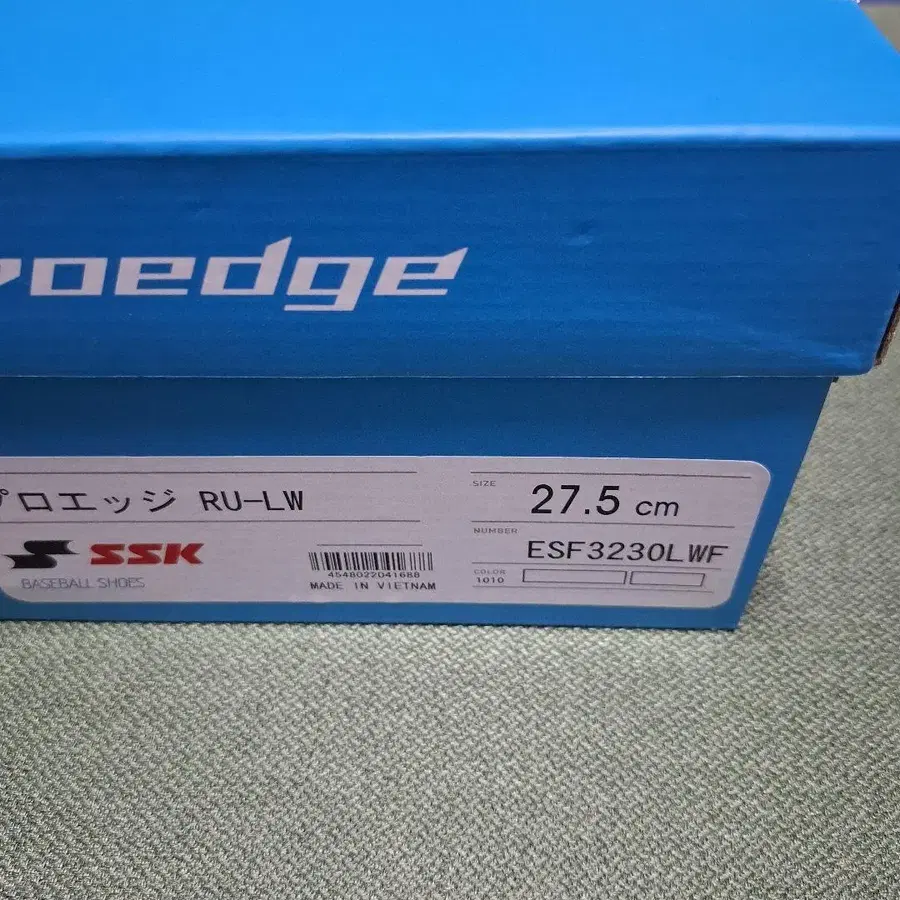 roedge
プロエッジ RU-LW
SSK
BASEBALL SHOES
4548022041688
MADE IN VIETNAM
SIZE
27.5 cm
NUMBER
ESF3230LWF
COLOR
1010